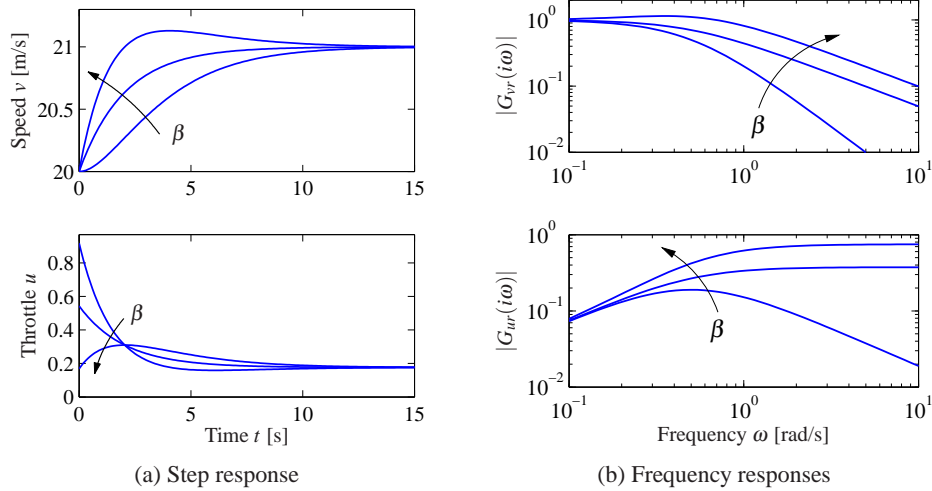 21
20.5
20
0
5
10
15
Speed v [m/s]
β
0.8
0.6
0.4
0.2
0
0
5
10
15
Throttle u
β
Time t [s]
(a) Step response
10^0
10^-1
10^-2
10^-1
10^0
10^1
|G_vr(iω)|
β
10^0
10^-1
10^-2
10^-1
10^0
10^1
|G_ur(iω)|
β
Frequency ω [rad/s]
(b) Frequency responses